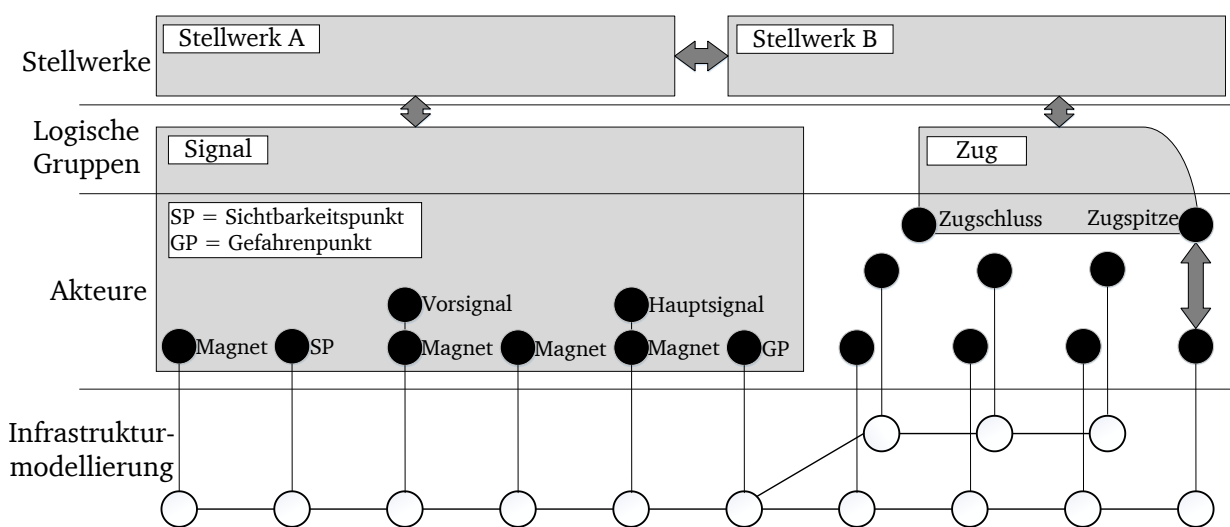 Stellwerke
Stellwerk A
Stellwerk B
Logische
Gruppen
Signal
Zug
Akteure
SP = Sichtbarkeitspunkt
GP = Gefahrenpunkt
Zugschluss
Zugspitze
Vorsignal
Hauptsignal
Magnet
SP
Magnet
Magnet
Magnet
GP
Infrastruktur-
modellierung